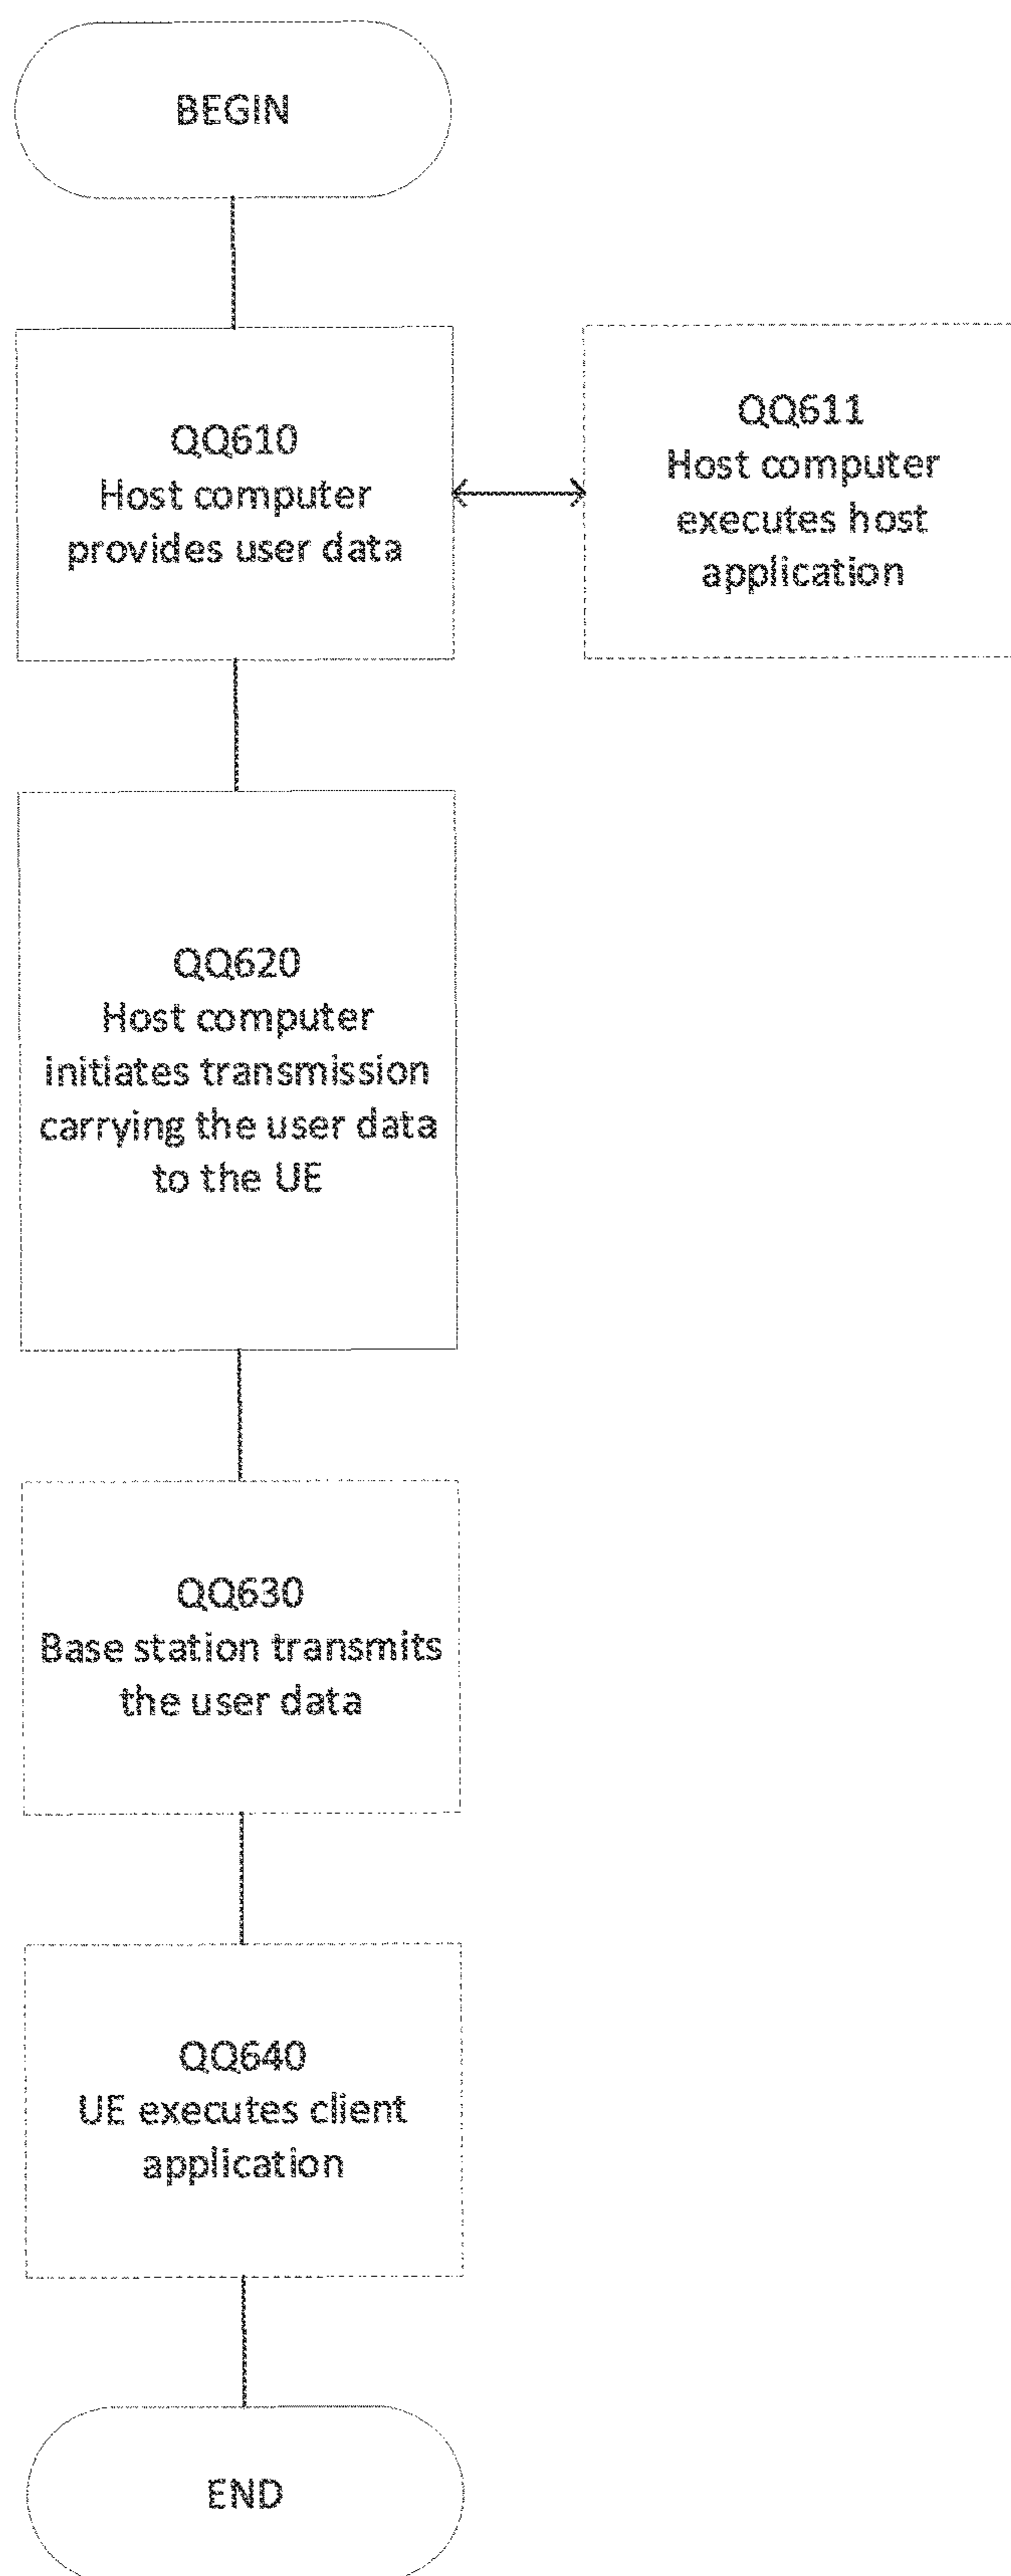 BEGIN
QQ610
Host computer
provides user data
QQ611
Host computer
executes host
application
QQ620
Host computer
initiates transmission
carrying the user data
to the UE
QQ630
Base station transmits
the user data
QQ640
UE executes client
application
END